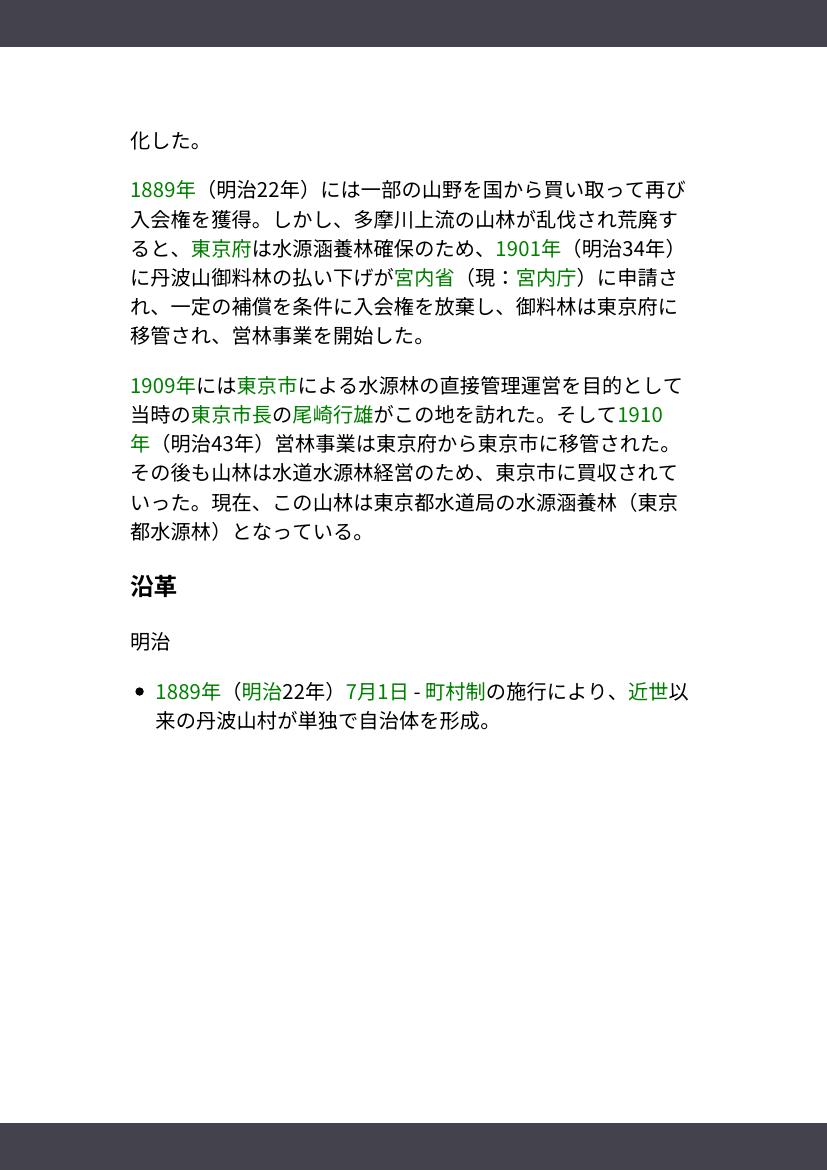 化した。
1889年（明治22年）には一部の山野を国から買い取って再び
入会権を獲得。しかし、多摩川上流の山林が乱伐され荒廃す
ると、東京府は水源涵養林確保のため、1901年（明治34年）
に丹波山御料林の払い下げが宮内省（現：宮内庁）に申請さ
れ、一定の補償を条件に入会権を放棄し、御料林は東京府に
移管され、営林事業を開始した。
1909年には東京市による水源林の直接管理運営を目的として
当時の東京市長の尾崎行雄がこの地を訪れた。そして1910
年（明治43年）営林事業は東京府から東京市に移管された。
その後も山林は水道水源林経営のため、東京市に買収されて
いった。現在、この山林は東京都水道局の水源涵養林（東京
都水源林）となっている。
沿革
明治
• 1889年（明治22年）7月1日 - 町村制の施行により、近世以
来の丹波山村が単独で自治体を形成。